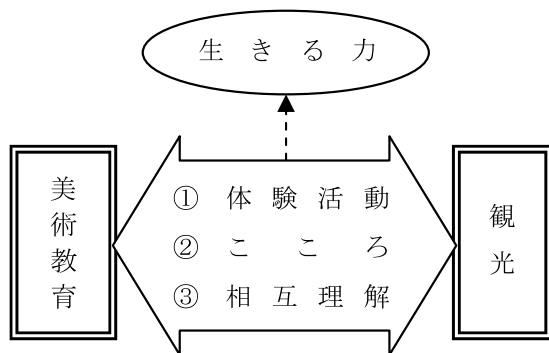 生きる力
美術教育
① 体験活動
② こころ
③ 相互理解
観光